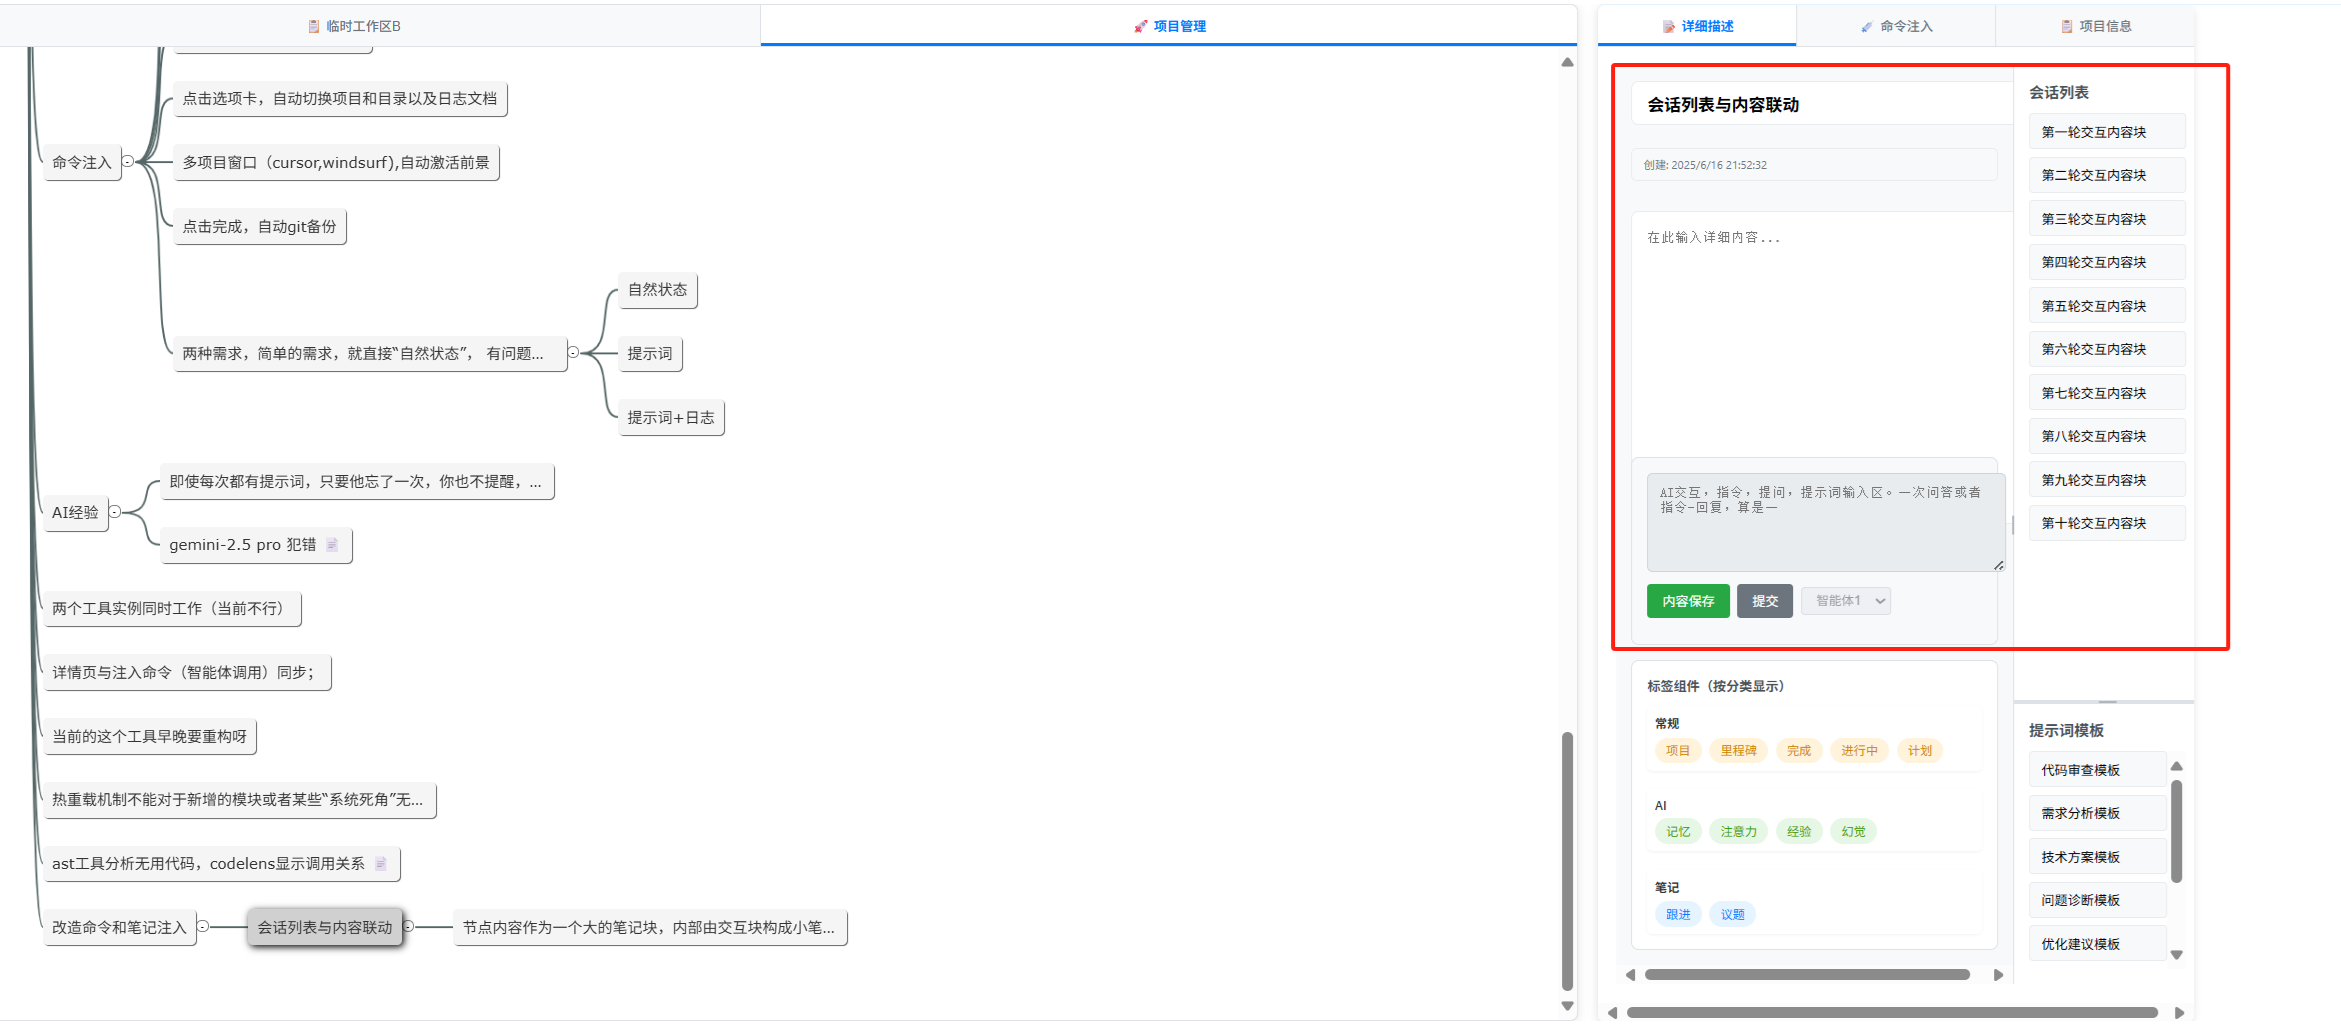 临时工作区B
项目管理
详细描述
命令注入
项目信息
点击选项卡，自动切换项目和目录以及日志文档
命令注入
多项目窗口（cursor,windsurf),自动激活前景
点击完成，自动git备份
自然状态
两种需求，简单的需求，就直接“自然状态”， 有问题...
提示词
提示词+日志
即使每次都有提示词，只要他忘了一次，你也不提醒，...
AI经验
gemini-2.5 pro 犯错
两个工具实例同时工作（当前不行）
详情页与注入命令（智能体调用）同步；
当前的这个工具早晚要重构呀
热重载机制不能对于新增的模块或者某些“系统死角”无...
ast工具分析无用代码，codelens显示调用关系
改造命令和笔记注入
会话列表与内容联动
节点内容作为一个大的笔记块，内部由交互块构成小笔...
会话列表与内容联动
创建: 2025/6/16 21:52:32
在此输入详细内容...
AI交互，指令，提问，提示词输入区。一次问答或者
指令-回复，算是一
内容保存
提交
智能体1
标签组件（按分类显示）
常规
项目
里程碑
完成
进行中
计划
AI
记忆
注意力
经验
幻觉
笔记
跟进
议题
会话列表
第一轮交互内容块
第二轮交互内容块
第三轮交互内容块
第四轮交互内容块
第五轮交互内容块
第六轮交互内容块
第七轮交互内容块
第八轮交互内容块
第九轮交互内容块
第十轮交互内容块
提示词模板
代码审查模板
需求分析模板
技术方案模板
问题诊断模板
优化建议模板